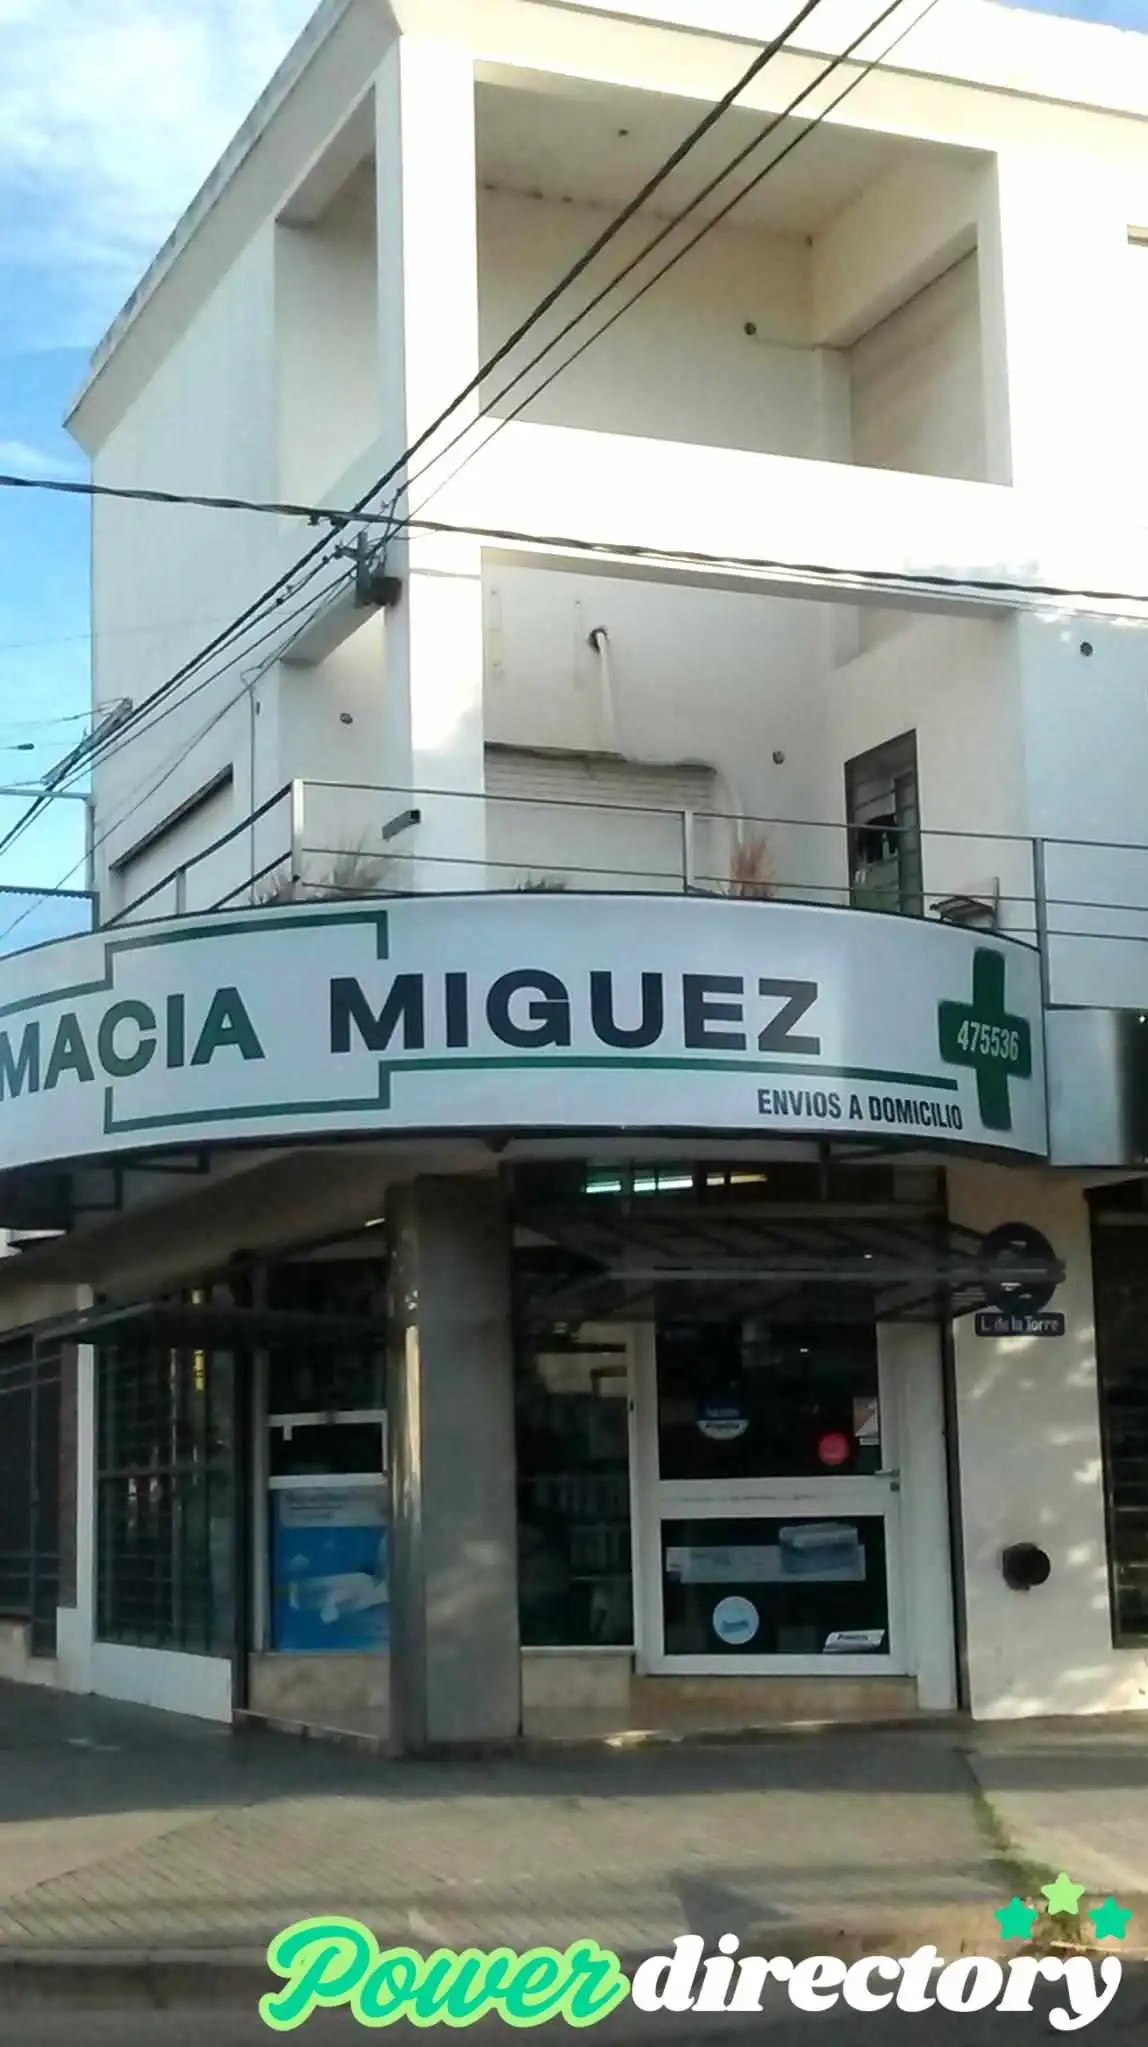 MACIA MIGUEZ
475536
ENVIOS A DOMICILIO
L. de la Torre
Power directory